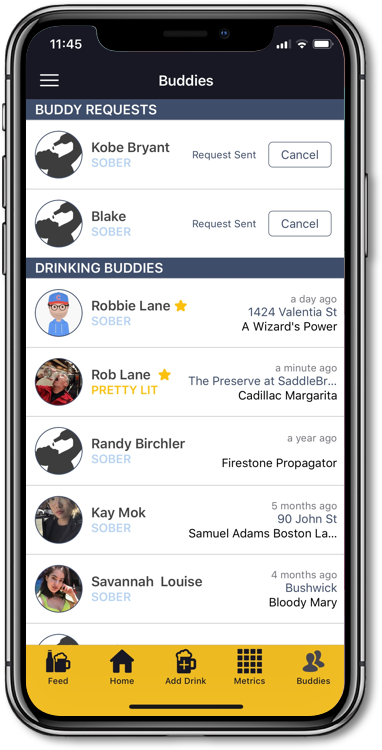 11:45
Buddies
BUDDY REQUESTS
Kobe Bryant
SOBER
Request Sent
Cancel
Blake
SOBER
Request Sent
Cancel
DRINKING BUDDIES
Robbie Lane
SOBER
a day ago
1424 Valentia St
A Wizard's Power
Rob Lane
PRETTY LIT
a minute ago
The Preserve at SaddleBr...
Cadillac Margarita
Randy Birchler
SOBER
a year ago
Firestone Propagator
Kay Mok
SOBER
5 months ago
90 John St
Samuel Adams Boston La...
Savannah Louise
SOBER
4 months ago
Bushwick
Bloody Mary
Feed
Home
Add Drink
Metrics
Buddies